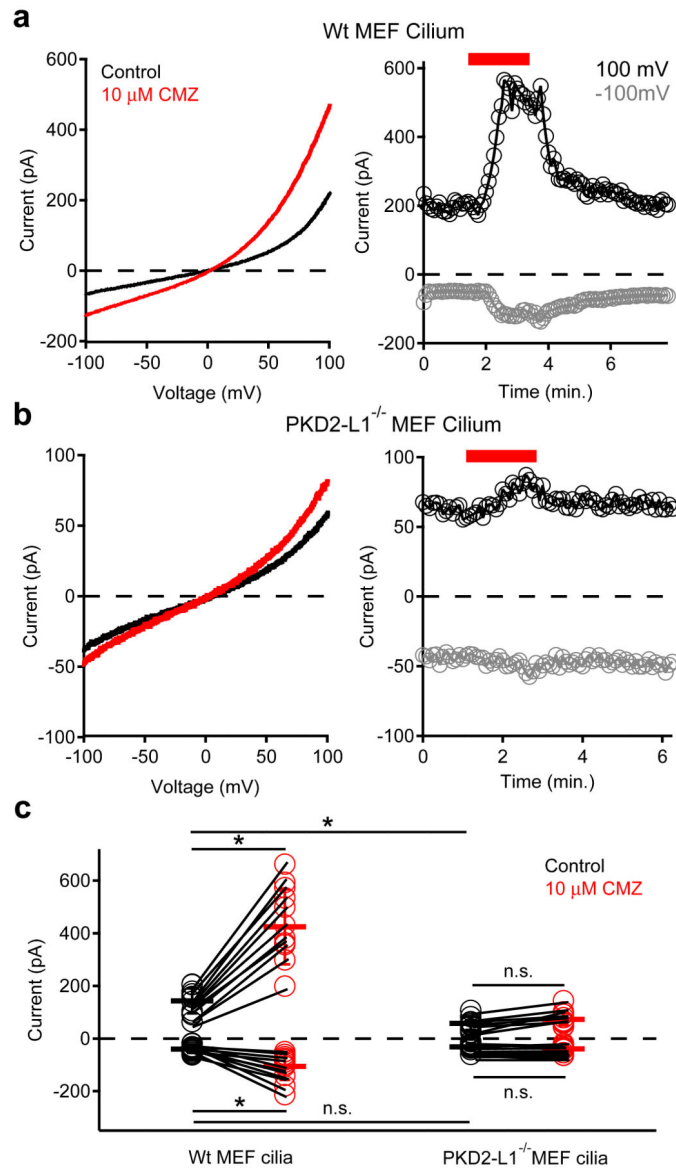 a
Wt MEF Cilium
Control
10 μM CMZ
Current (pA)
600
400
200
0
-200
-100
-50
0
50
100
Voltage (mV)
100 mV
-100mV
Current (pA)
600
400
200
0
-200
0
2
4
6
Time (min.)
b
PKD2-L1-/- MEF Cilium
Current (pA)
100
50
0
-50
-100
-100
-50
0
50
100
Voltage (mV)
Current (pA)
100
50
0
-50
-100
0
2
4
6
Time (min.)
c
*
*
Control
10 μM CMZ
Current (pA)
600
400
200
0
-200
n.s.
n.s.
*
n.s.
Wt MEF cilia
PKD2-L1-/-MEF cilia